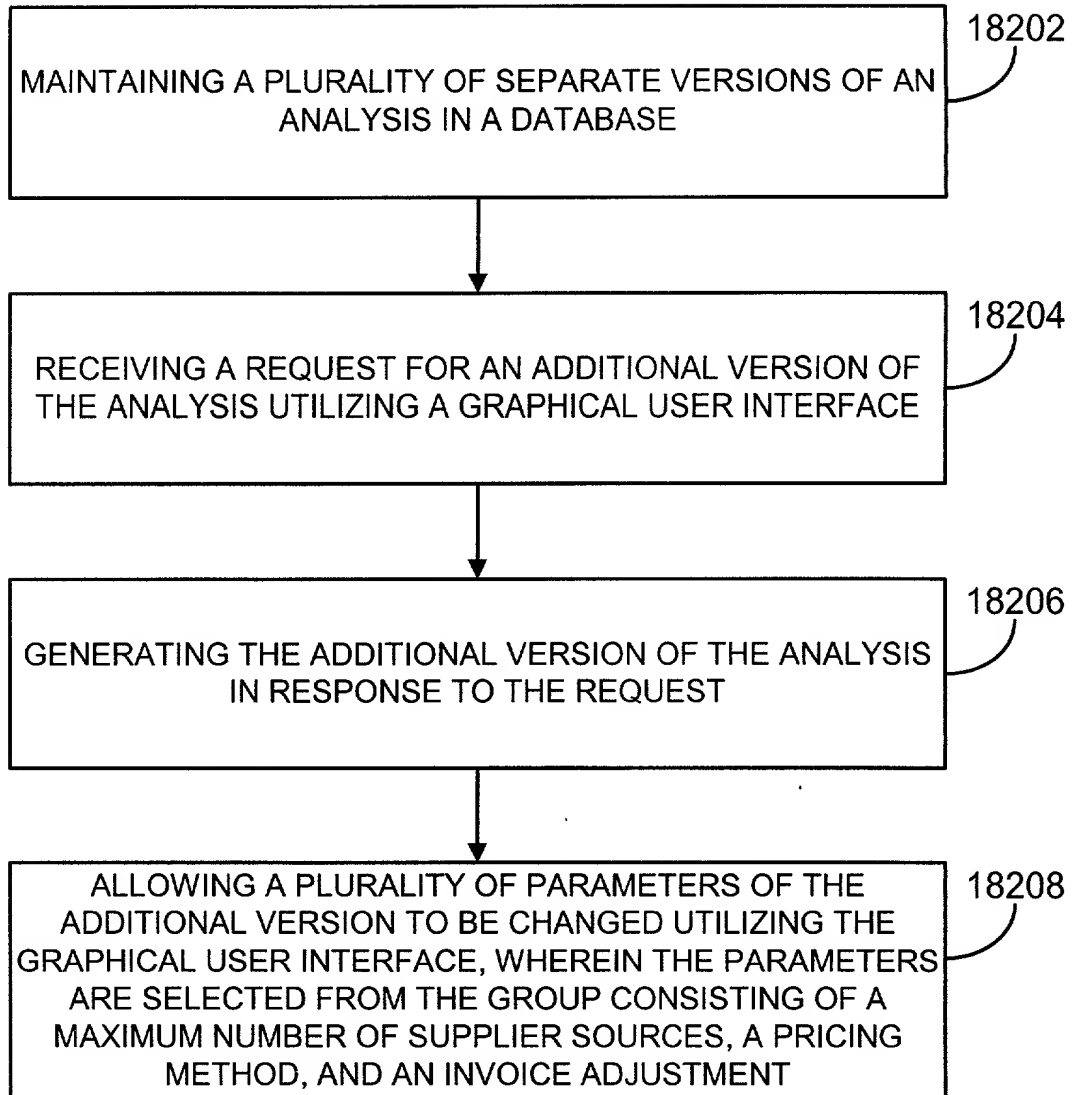 18202
MAINTAINING A PLURALITY OF SEPARATE VERSIONS OF AN
ANALYSIS IN A DATABASE
18204
RECEIVING A REQUEST FOR AN ADDITIONAL VERSION OF
THE ANALYSIS UTILIZING A GRAPHICAL USER INTERFACE
18206
GENERATING THE ADDITIONAL VERSION OF THE ANALYSIS
IN RESPONSE TO THE REQUEST
18208
ALLOWING A PLURALITY OF PARAMETERS OF THE
ADDITIONAL VERSION TO BE CHANGED UTILIZING THE
GRAPHICAL USER INTERFACE, WHEREIN THE PARAMETERS
ARE SELECTED FROM THE GROUP CONSISTING OF A
MAXIMUM NUMBER OF SUPPLIER SOURCES, A PRICING
METHOD, AND AN INVOICE ADJUSTMENT